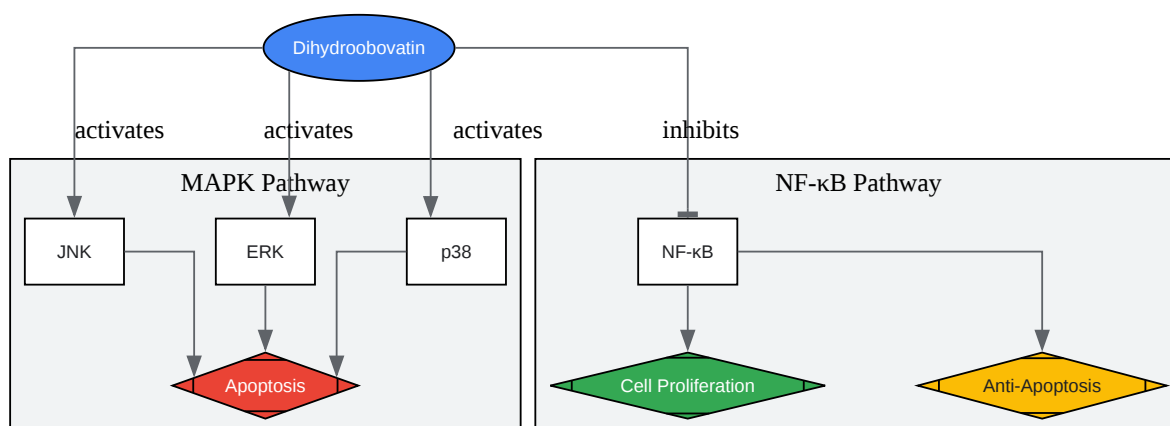 Dihydroobovatin
activates
activates
activates
inhibits
MAPK Pathway
NF-κB Pathway
JNK
ERK
p38
NF-κB
Apoptosis
Cell Proliferation
Anti-Apoptosis